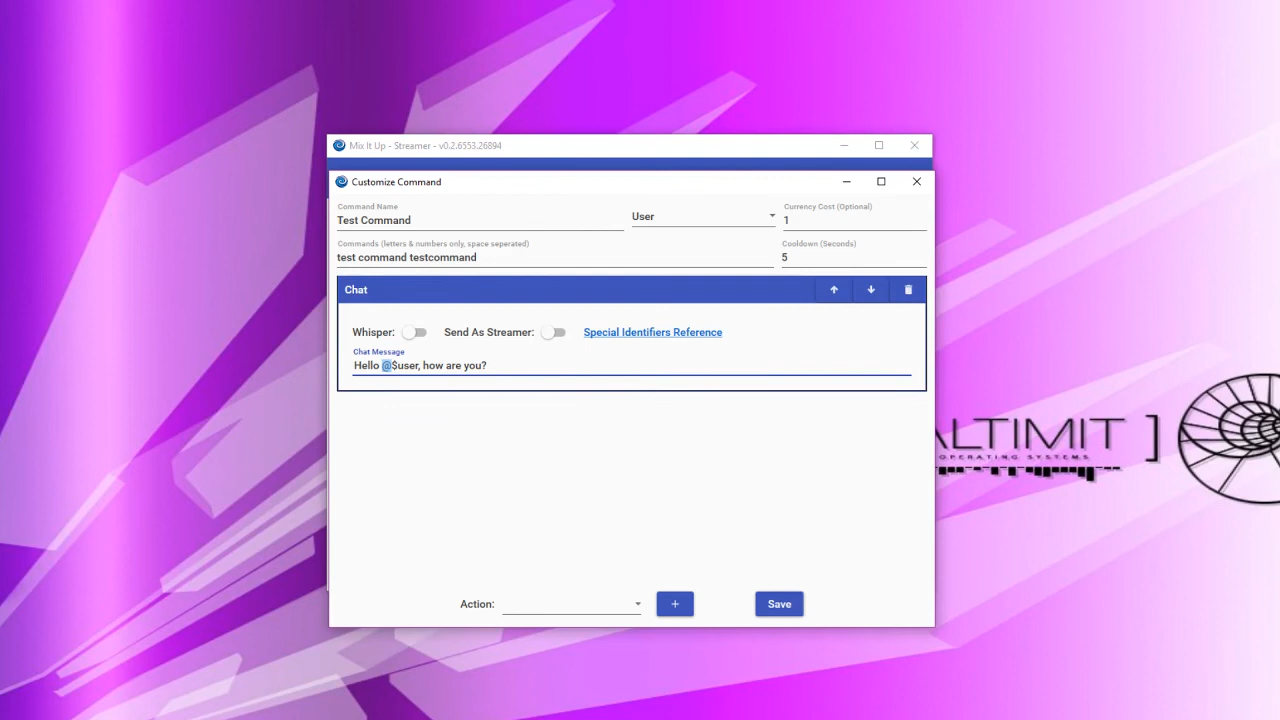 Mix It Up - Streamer - v0.2.6553.26894
Customize Command
Command Name
Test Command
User
Currency Cost (Optional)
1
Commands (letters & numbers only, space seperated)
test command testcommand
Cooldown (Seconds)
5
Chat
Whisper:
Send As Streamer:
Special Identifiers Reference
Chat Message
Hello @$user, how are you?
ALTIMIT ]
OPERATING SYSTEMS
Action:
+
Save